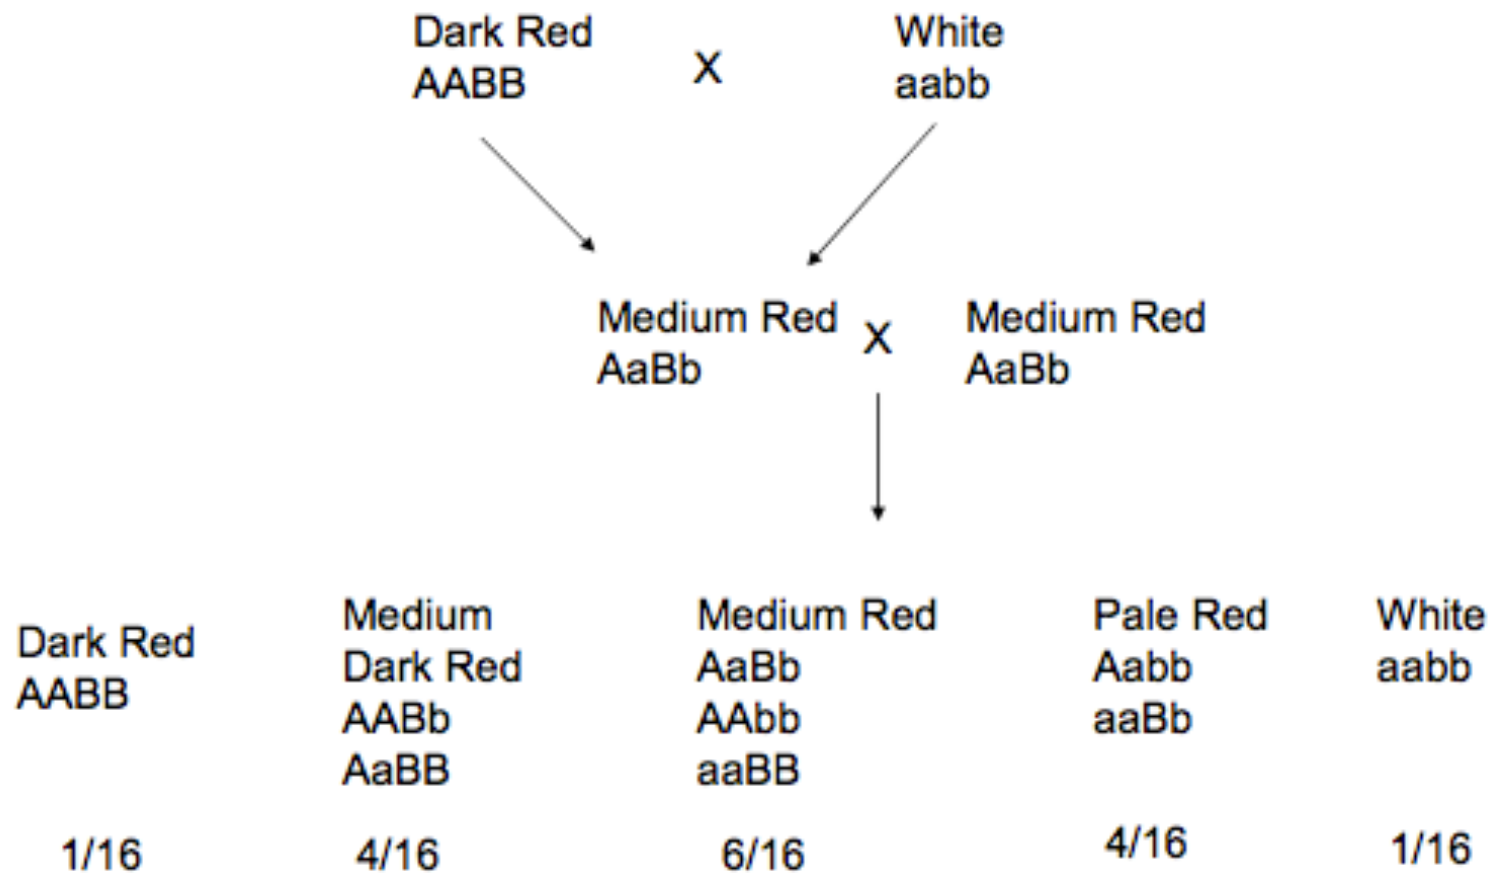 Dark Red
AABB
X
White
aabb
Medium Red
AaBb
X
Medium Red
AaBb
Dark Red
AABB
Medium
Dark Red
AABb
AaBB
Medium Red
AaBb
AAbb
aaBB
Pale Red
Aabb
aaBb
White
aabb
1/16
4/16
6/16
4/16
1/16